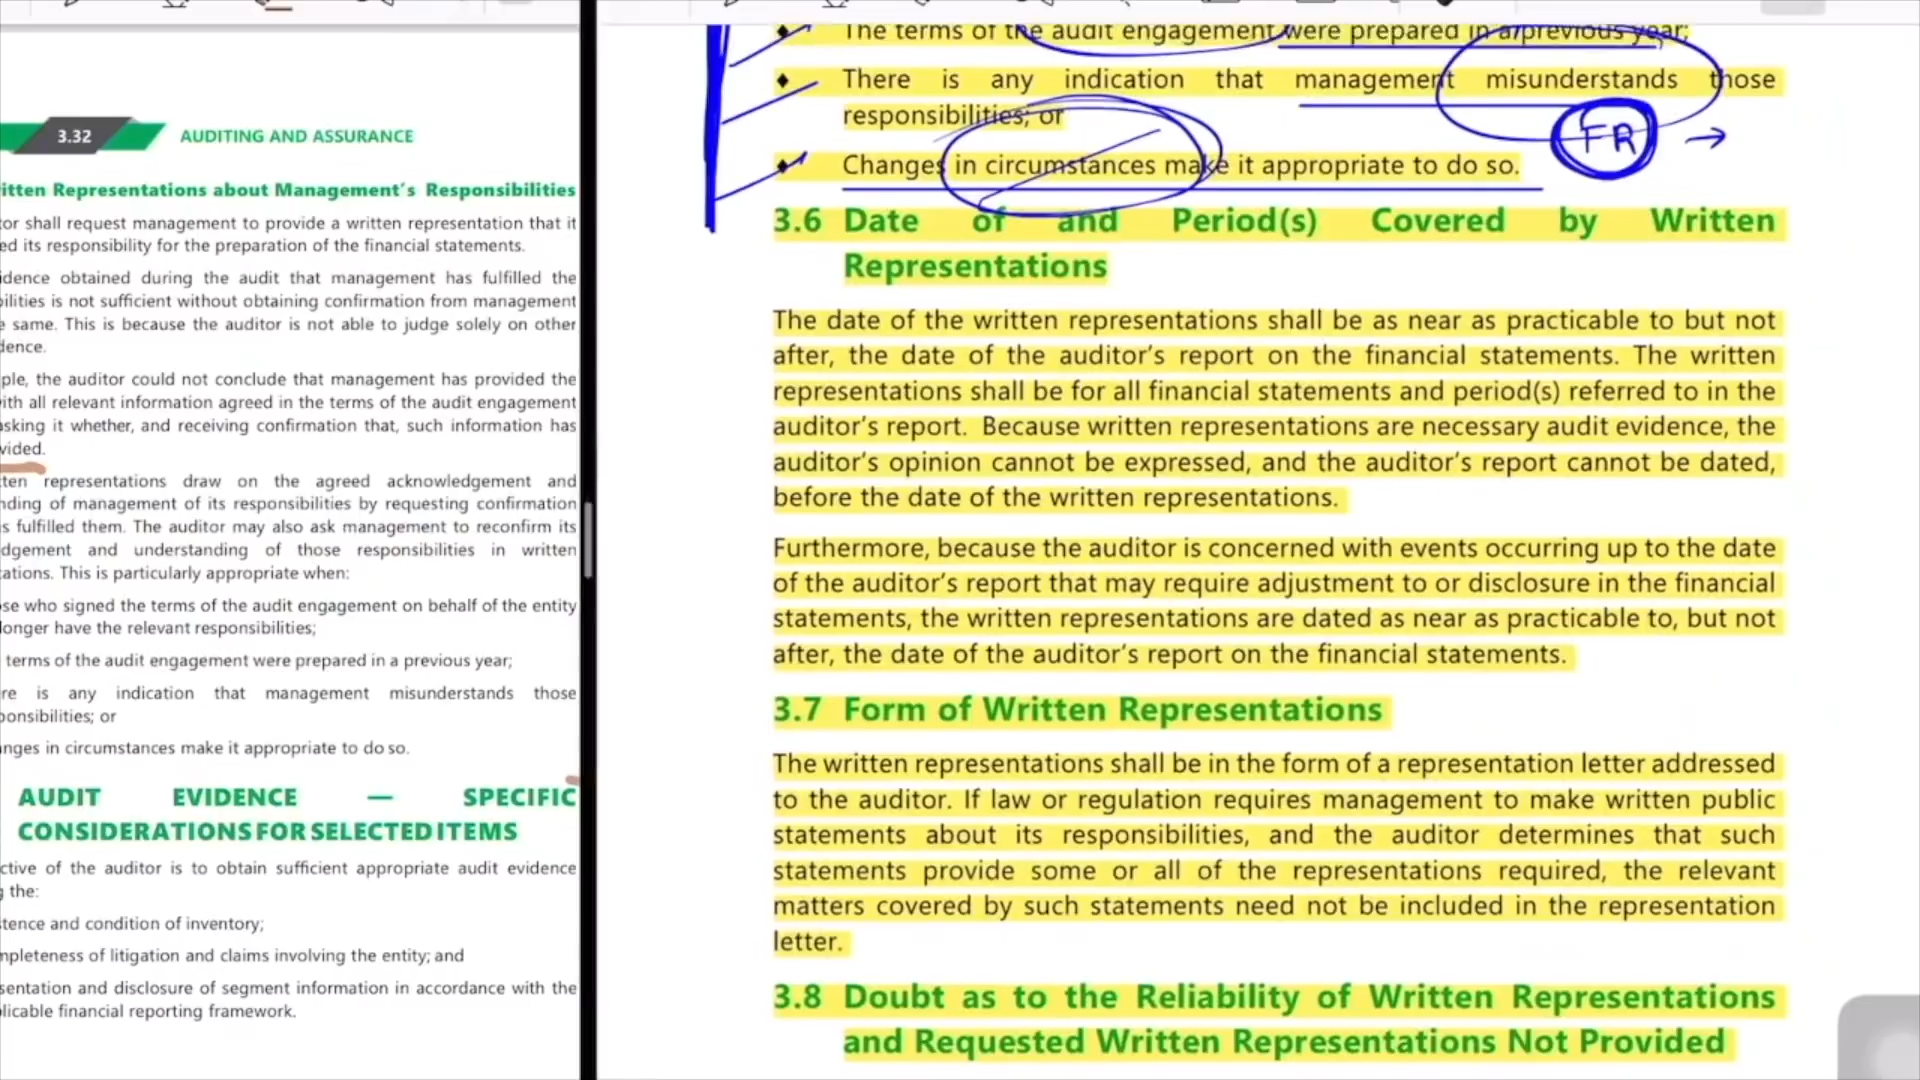 3.32 AUDITING AND ASSURANCE
itten Representations about Management's Responsibilities
tor shall request management to provide a written representation that it
ed its responsibility for the preparation of the financial statements.
idence obtained during the audit that management has fulfilled the
bilities is not sufficient without obtaining confirmation from management
e same. This is because the auditor is not able to judge solely on other
dence.
ple, the auditor could not conclude that management has provided the
with all relevant information agreed in the terms of the audit engagement
asking it whether, and receiving confirmation that, such information has
vided.
tten representations draw on the agreed acknowledgement and
nding of management of its responsibilities by requesting confirmation
s fulfilled them. The auditor may also ask management to reconfirm its
dgement and understanding of those responsibilities in written
tations. This is particularly appropriate when:
se who signed the terms of the audit engagement on behalf of the entity
longer have the relevant responsibilities;
terms of the audit engagement were prepared in a previous year;
re is any indication that management misunderstands those
ponsibilities; or
nges in circumstances make it appropriate to do so.
AUDIT EVIDENCE — SPECIFIC
CONSIDERATIONS FOR SELECTED ITEMS
ctive of the auditor is to obtain sufficient appropriate audit evidence
g the:
stence and condition of inventory;
mpleteness of litigation and claims involving the entity; and
sentation and disclosure of segment information in accordance with the
plicable financial reporting framework.
♦ The terms of the audit engagement were prepared in a previous year;
♦ There is any indication that management misunderstands those
responsibilities; or
FR →
♦ Changes in circumstances make it appropriate to do so.
3.6 Date of and Period(s) Covered by Written
Representations
The date of the written representations shall be as near as practicable to but not
after, the date of the auditor's report on the financial statements. The written
representations shall be for all financial statements and period(s) referred to in the
auditor's report. Because written representations are necessary audit evidence, the
auditor's opinion cannot be expressed, and the auditor's report cannot be dated,
before the date of the written representations.
Furthermore, because the auditor is concerned with events occurring up to the date
of the auditor's report that may require adjustment to or disclosure in the financial
statements, the written representations are dated as near as practicable to, but not
after, the date of the auditor's report on the financial statements.
3.7 Form of Written Representations
The written representations shall be in the form of a representation letter addressed
to the auditor. If law or regulation requires management to make written public
statements about its responsibilities, and the auditor determines that such
statements provide some or all of the representations required, the relevant
matters covered by such statements need not be included in the representation
letter.
3.8 Doubt as to the Reliability of Written Representations
and Requested Written Representations Not Provided